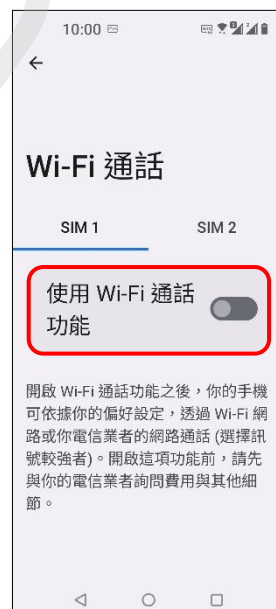 10:00
Wi-Fi 通話
SIM 1 SIM 2
使用 Wi-Fi 通話
功能
開啟 Wi-Fi 通話功能之後，你的手機
可依據你的偏好設定，透過 Wi-Fi 網
路或你電信業者的網路通話 (選擇訊
號較強者)。開啟這項功能前，請先
與你的電信業者詢問費用與其他細
節。